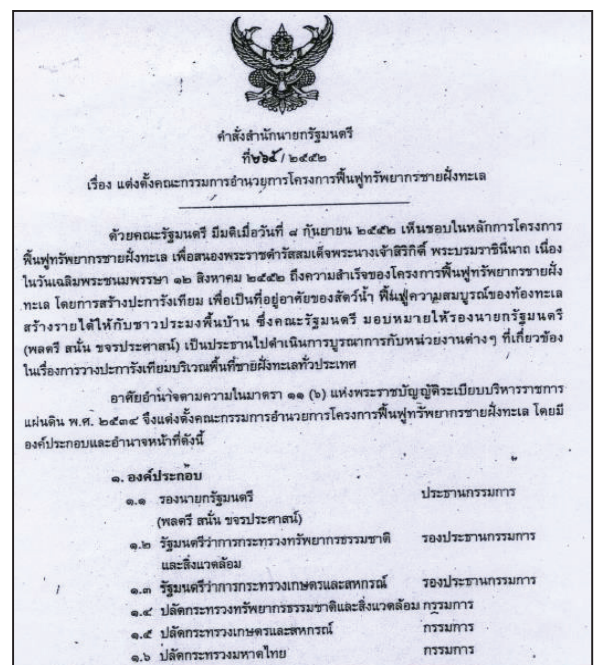 คำสั่งสำนักนายกรัฐมนตรี
ที่๒๖๕/ ๒๕๕๒
เรื่อง แต่งตั้งคณะกรรมการอำนวยการโครงการฟื้นฟูทรัพยากรชายฝั่งทะเล
ด้วยคณะรัฐมนตรี มีมติเมื่อวันที่ ๘ กันยายน ๒๕๕๒ เห็นชอบในหลักการโครงการ
ฟื้นฟูทรัพยากรชายฝั่งทะเล เพื่อสนองพระราชดำรัสสมเด็จพระนางเจ้าสิริกิติ์ พระบรมราชินีนาถ เนื่อง
ในวันเฉลิมพระชนมพรรษา ๑๒ สิงหาคม ๒๕๕๒ ถึงความสำเร็จของโครงการฟื้นฟูทรัพยากรชายฝั่ง
ทะเล โดยการสร้างปะการังเทียม เพื่อเป็นที่อยู่อาศัยของสัตว์น้ำ ฟื้นฟูความสมบูรณ์ของท้องทะเล
สร้างรายได้ให้กับชาวประมงพื้นบ้าน ซึ่งคณะรัฐมนตรี มอบหมายให้รองนายกรัฐมนตรี
(พลตรี สนั่น ขจรประศาสน์) เป็นประธานไปดำเนินการบูรณาการกับหน่วยงานต่างๆ ที่เกี่ยวข้อง
ในเรื่องการวางปะการังเทียมบริเวณพื้นที่ชายฝั่งทะเลทั่วประเทศ
อาศัยอำนาจตามความในมาตรา ๑๑ (๖) แห่งพระราชบัญญัติระเบียบบริหารราชการ
แผ่นดิน พ.ศ. ๒๕๓๔ จึงแต่งตั้งคณะกรรมการอำนวยการโครงการฟื้นฟูทรัพยากรชายฝั่งทะเล โดยมี
องค์ประกอบและอำนาจหน้าที่ดังนี้
๑. องค์ประกอบ
๑.๑ รองนายกรัฐมนตรี ประธานกรรมการ
(พลตรี สนั่น ขจรประศาสน์)
๑.๒ รัฐมนตรีว่าการกระทรวงทรัพยากรธรรมชาติ รองประธานกรรมการ
และสิ่งแวดล้อม
๑.๓ รัฐมนตรีว่าการกระทรวงเกษตรและสหกรณ์ รองประธานกรรมการ
๑.๔ ปลัดกระทรวงทรัพยากรธรรมชาติและสิ่งแวดล้อม กรรมการ
๑.๕ ปลัดกระทรวงเกษตรและสหกรณ์ กรรมการ
๑.๖ ปลัดกระทรวงมหาดไทย กรรมการ